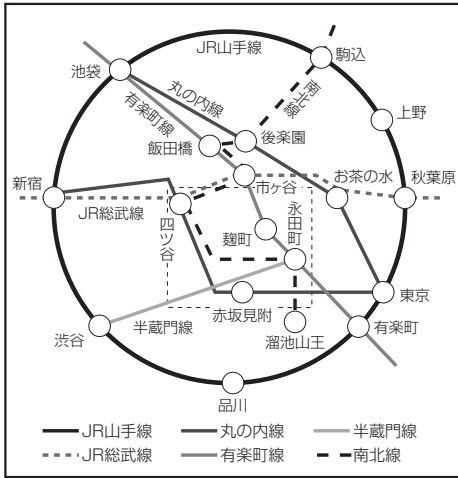 JR山手線
駒込
池袋
丸の内線
南北線
有楽町線
上野
後楽園
飯田橋
お茶の水
秋葉原
新宿
市ヶ谷
JR総武線
四ツ谷
永田町
麹町
東京
赤坂見附
渋谷
半蔵門線
有楽町
溜池山王
品川
JR山手線
丸の内線
半蔵門線
JR総武線
有楽町線
南北線